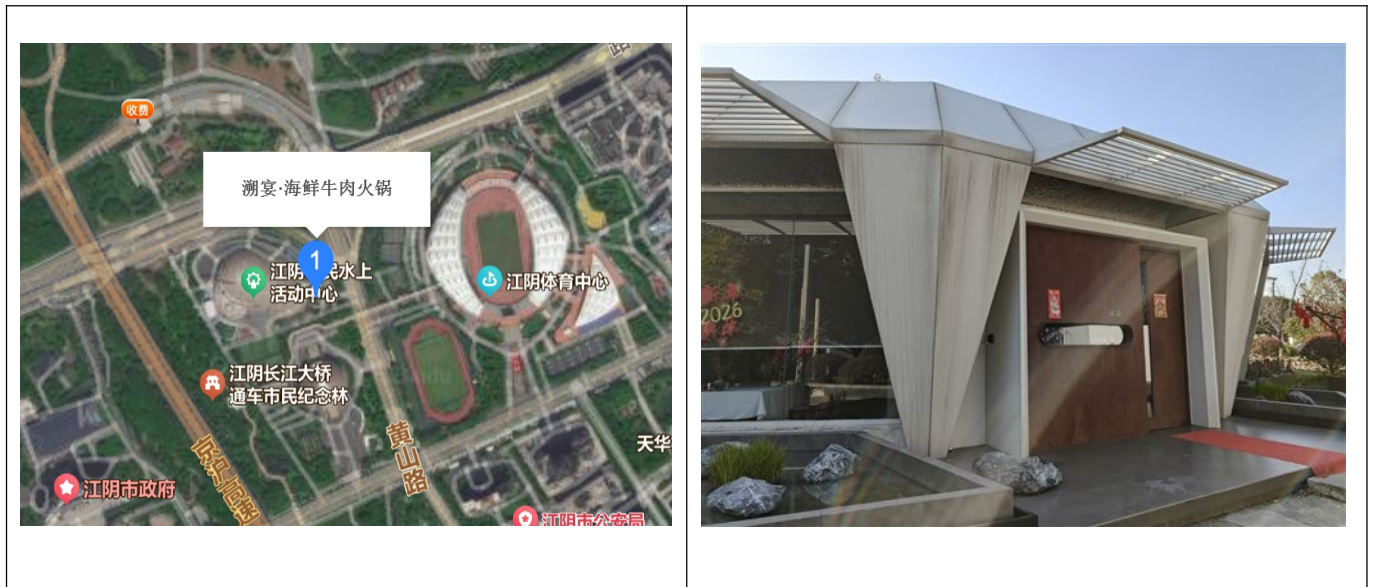 路
收费
溯宴·海鲜牛肉火锅
1
江阴
民水上
活动中心
江阴体育中心
江阴长江大桥
通车市民纪念林
京沪高速
黄山路
天华
江阴市政府
江阴市公安局
2026